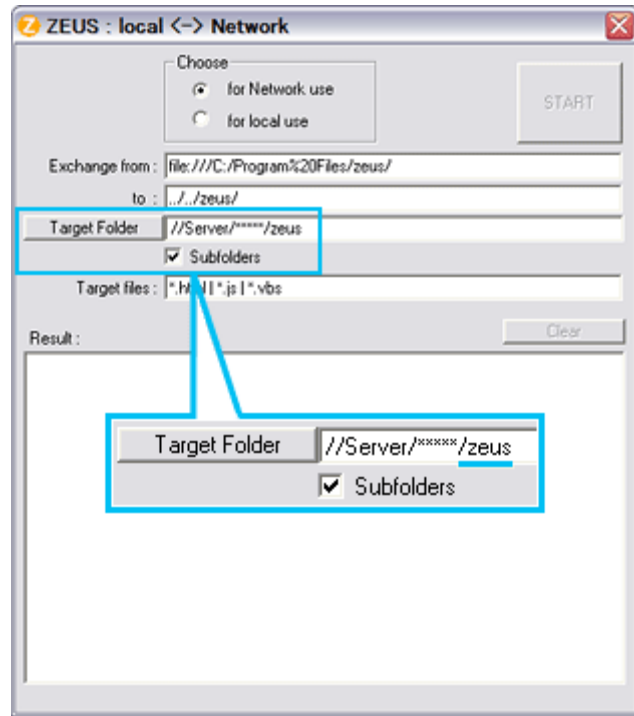 ZEUS : local <-> Network
Choose
for Network use
for local use
START
Exchange from : file:///C:/Program%20Files/zeus/
to : ../../zeus/
Target Folder //Server/*****/zeus
Subfolders
Target files : *.html | *.js | *.vbs
Clear
Result :
Target Folder //Server/*****/zeus
Subfolders